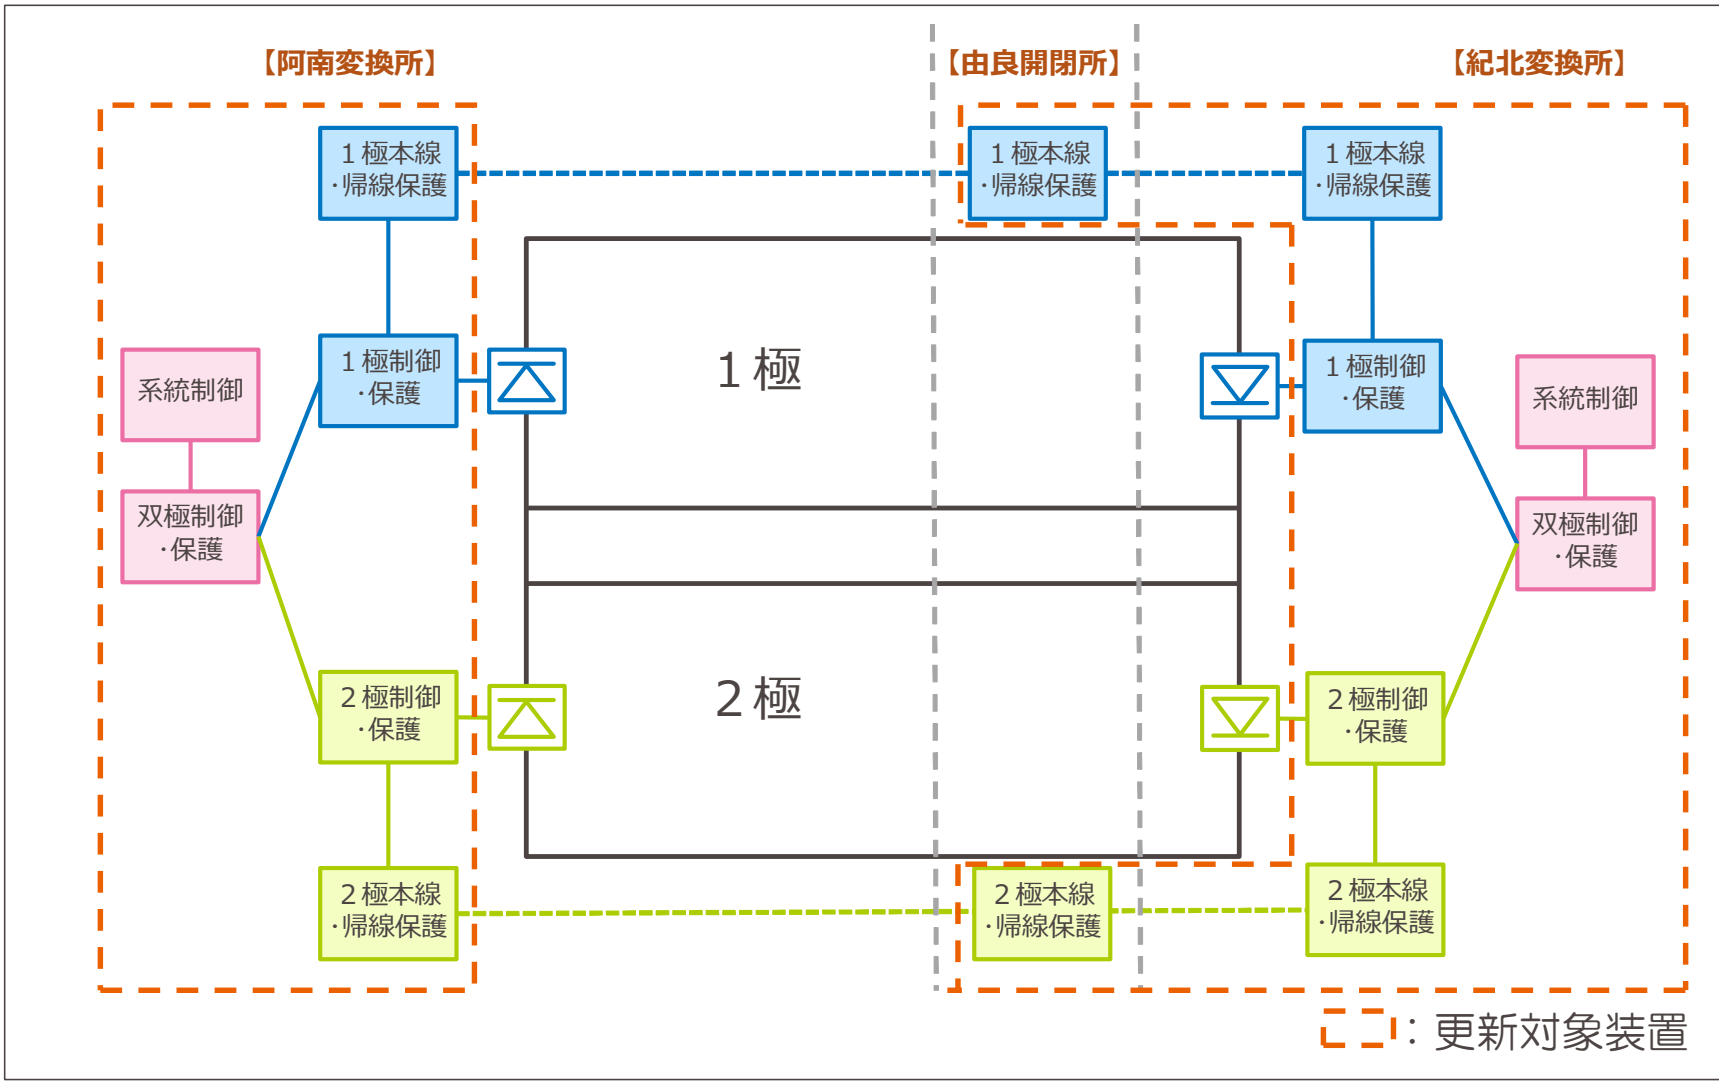 【阿南変換所】
【由良開閉所】
【紀北変換所】
１極本線
・帰線保護
１極本線
・帰線保護
１極本線
・帰線保護
１極制御
・保護
１極
１極制御
・保護
系統制御
系統制御
双極制御
・保護
双極制御
・保護
２極制御
・保護
２極
２極制御
・保護
２極本線
・帰線保護
２極本線
・帰線保護
２極本線
・帰線保護
：更新対象装置